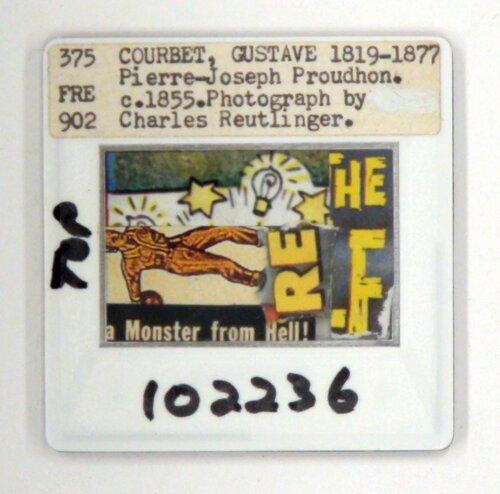 375 COURBET, GUSTAVE 1819-1877
Pierre-Joseph Proudhon.
FRE c.1855.Photograph by
902 Charles Reutlinger.
HE
RE
a Monster from Hell!
TOP
102236